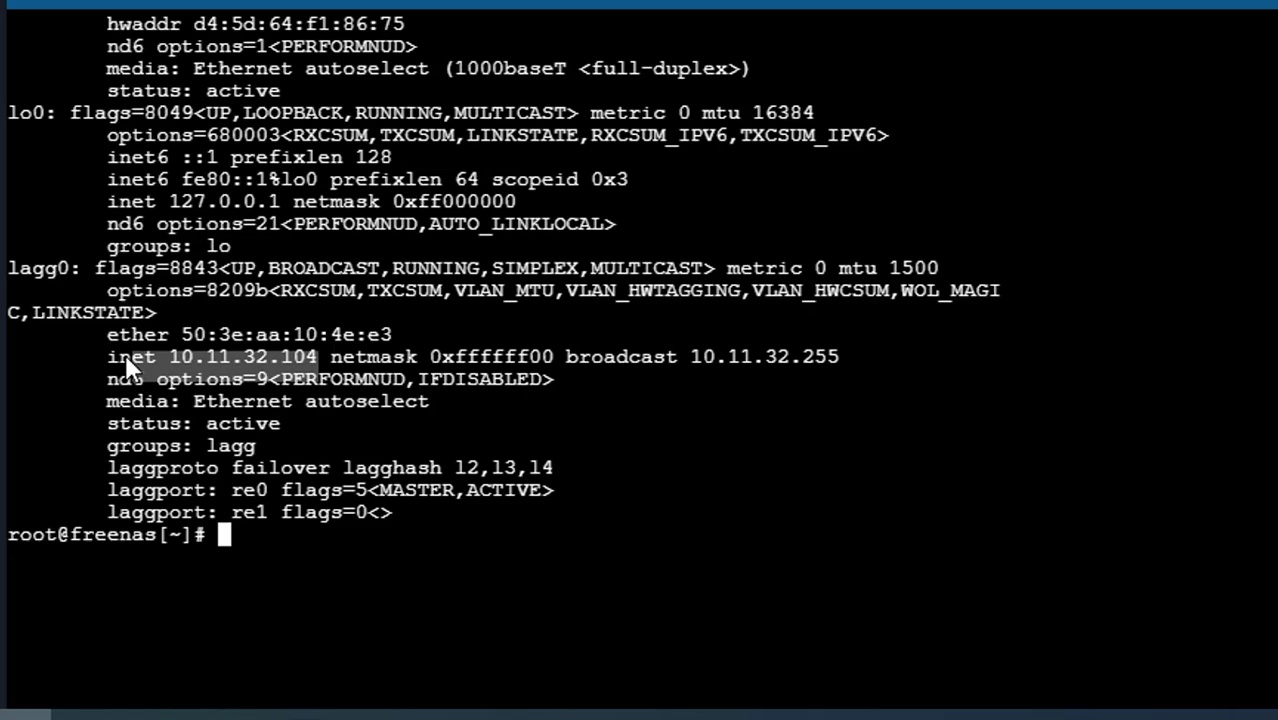 hwaddr d4:5d:64:f1:86:75
nd6 options=1<PERFORMNUD>
media: Ethernet autoselect (1000baseT <full-duplex>)
status: active
lo0: flags=8049<UP,LOOPBACK,RUNNING,MULTICAST> metric 0 mtu 16384
options=680003<RXCSUM,TXCSUM,LINKSTATE,RXCSUM_IPV6,TXCSUM_IPV6>
inet6 ::1 prefixlen 128
inet6 fe80::1%lo0 prefixlen 64 scopeid 0x3
inet 127.0.0.1 netmask 0xff000000
nd6 options=21<PERFORMNUD,AUTO_LINKLOCAL>
groups: lo
lagg0: flags=8843<UP,BROADCAST,RUNNING,SIMPLEX,MULTICAST> metric 0 mtu 1500
options=8209b<RXCSUM,TXCSUM,VLAN_MTU,VLAN_HWTAGGING,VLAN_HWCSUM,WOL_MAGI
C,LINKSTATE>
ether 50:3e:aa:10:4e:e3
inet 10.11.32.104 netmask 0xffffff00 broadcast 10.11.32.255
nd6 options=9<PERFORMNUD,IFDISABLED>
media: Ethernet autoselect
status: active
groups: lagg
laggproto failover lagghash l2,l3,l4
laggport: re0 flags=5<MASTER,ACTIVE>
laggport: re1 flags=0<>
root@freenas[~]#